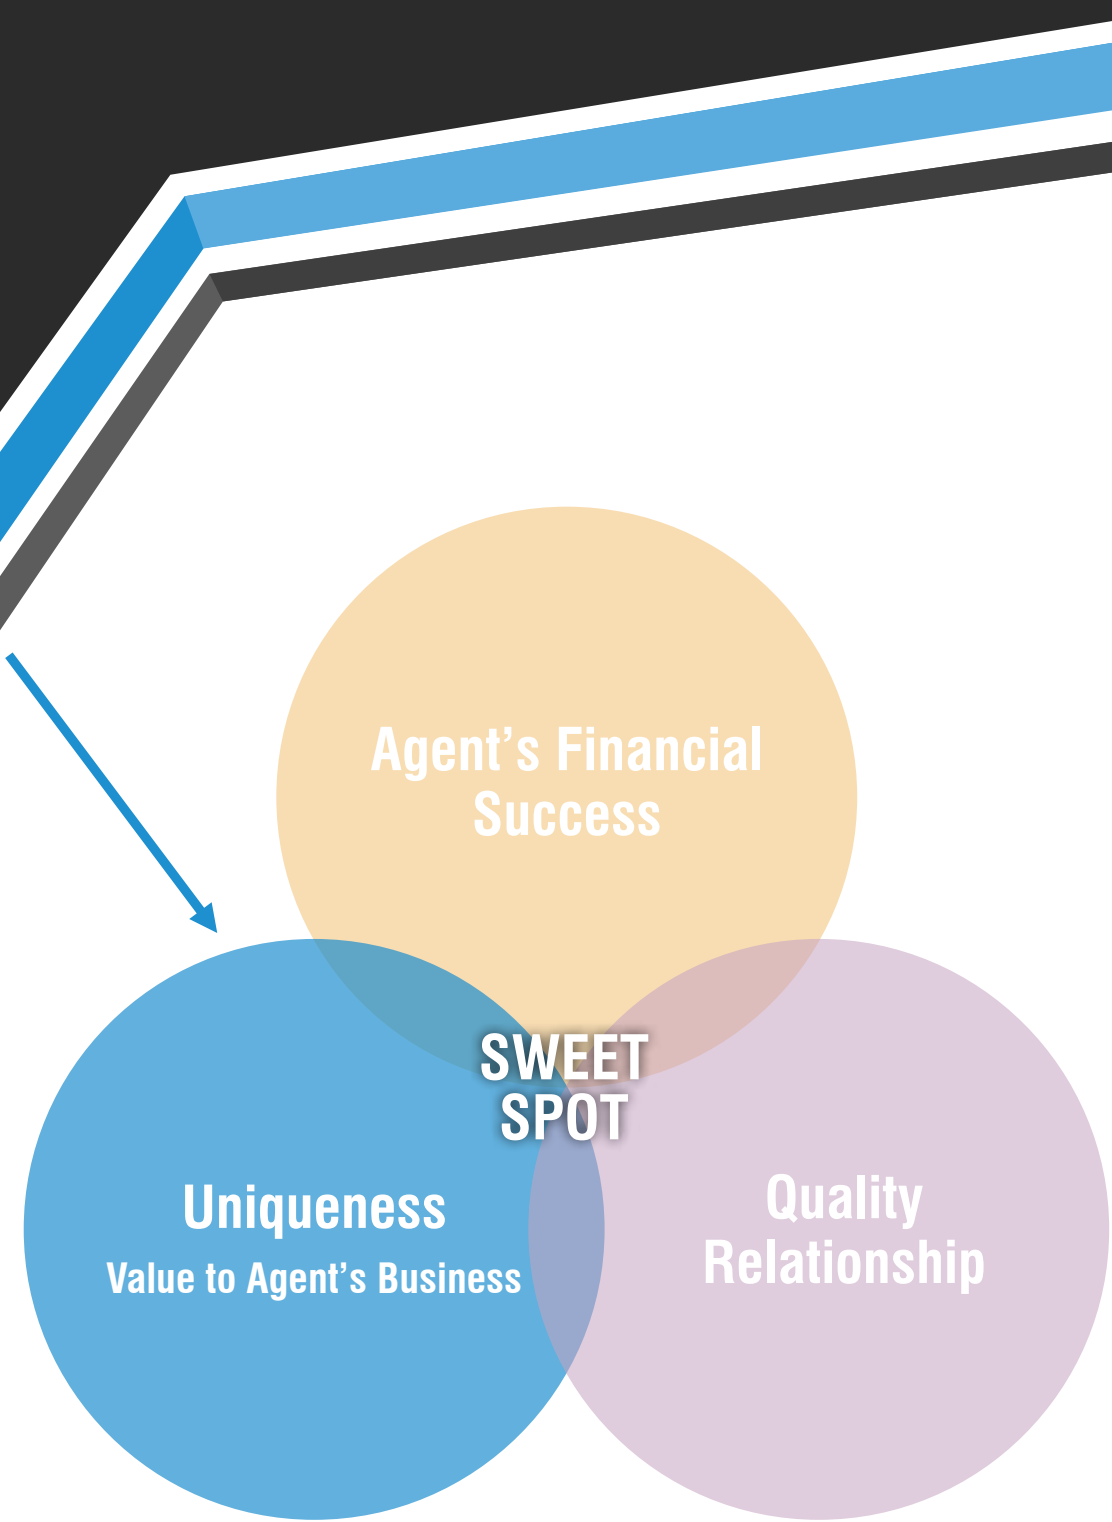 Agent’s Financial
Success
SWEET
SPOT
Uniqueness
Value to Agent’s Business
Quality
Relationship